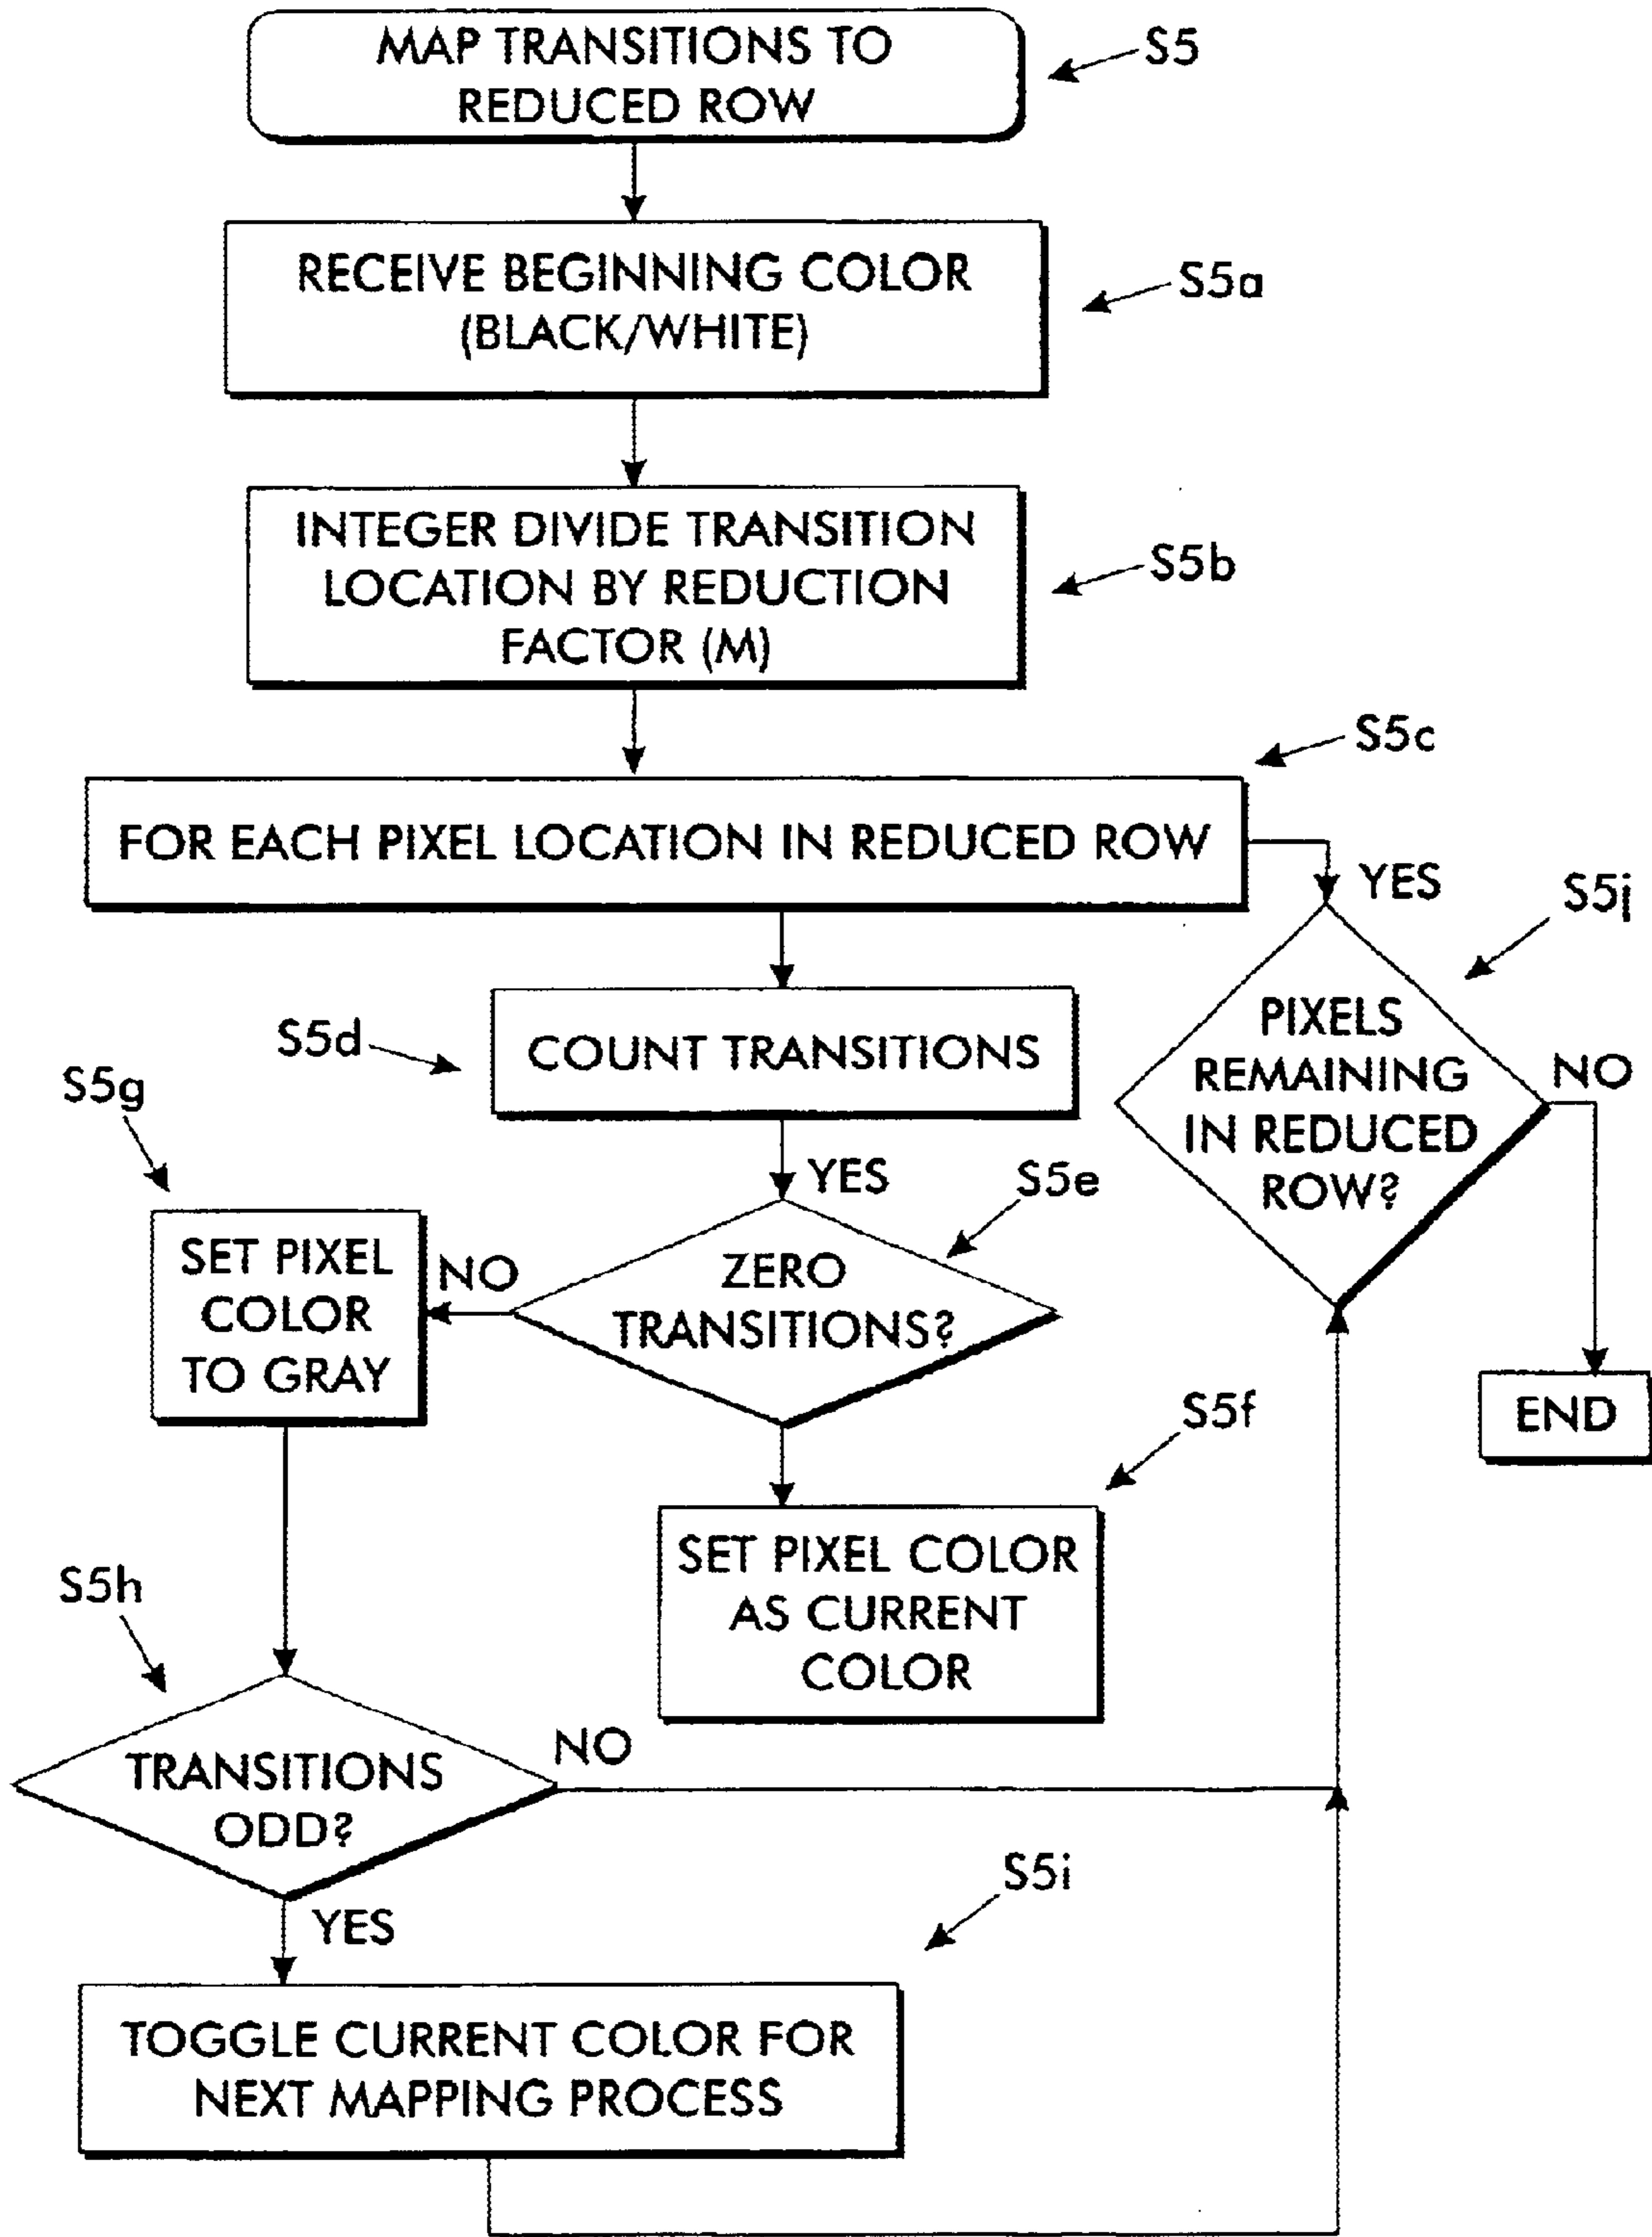 MAP TRANSITIONS TO
REDUCED ROW
S5
RECEIVE BEGINNING COLOR
(BLACK/WHITE)
S5a
INTEGER DIVIDE TRANSITION
LOCATION BY REDUCTION
FACTOR (M)
S5b
S5c
FOR EACH PIXEL LOCATION IN REDUCED ROW
YES
S5j
PIXELS
REMAINING
IN REDUCED
ROW?
NO
END
S5d
COUNT TRANSITIONS
S5g
YES
S5e
SET PIXEL
COLOR
TO GRAY
NO
ZERO
TRANSITIONS?
S5f
SET PIXEL COLOR
AS CURRENT
COLOR
S5h
TRANSITIONS
ODD?
NO
YES
S5i
TOGGLE CURRENT COLOR FOR
NEXT MAPPING PROCESS